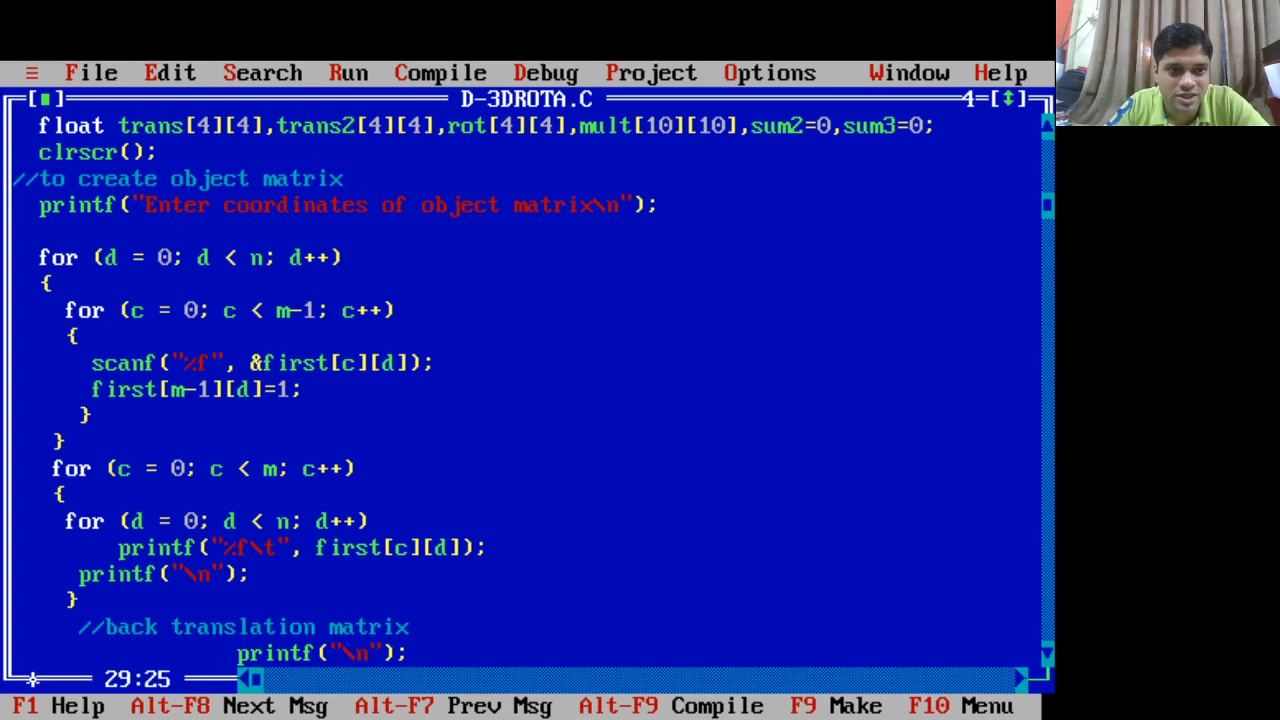 ≡ File Edit Search Run Compile Debug Project Options Window Help
[■] D-3DROTA.C 4=[↕]
float trans[4][4],trans2[4][4],rot[4][4],mult[10][10],sum2=0,sum3=0;
clrscr();
//to create object matrix
printf("Enter coordinates of object matrix\n");
for (d = 0; d < n; d++)
{
for (c = 0; c < m-1; c++)
{
scanf("%f", &first[c][d]);
first[m-1][d]=1;
}
}
for (c = 0; c < m; c++)
{
for (d = 0; d < n; d++)
printf("%f\t", first[c][d]);
printf("\n");
}
//back translation matrix
printf("\n");
29:25
F1 Help Alt-F8 Next Msg Alt-F7 Prev Msg Alt-F9 Compile F9 Make F10 Menu